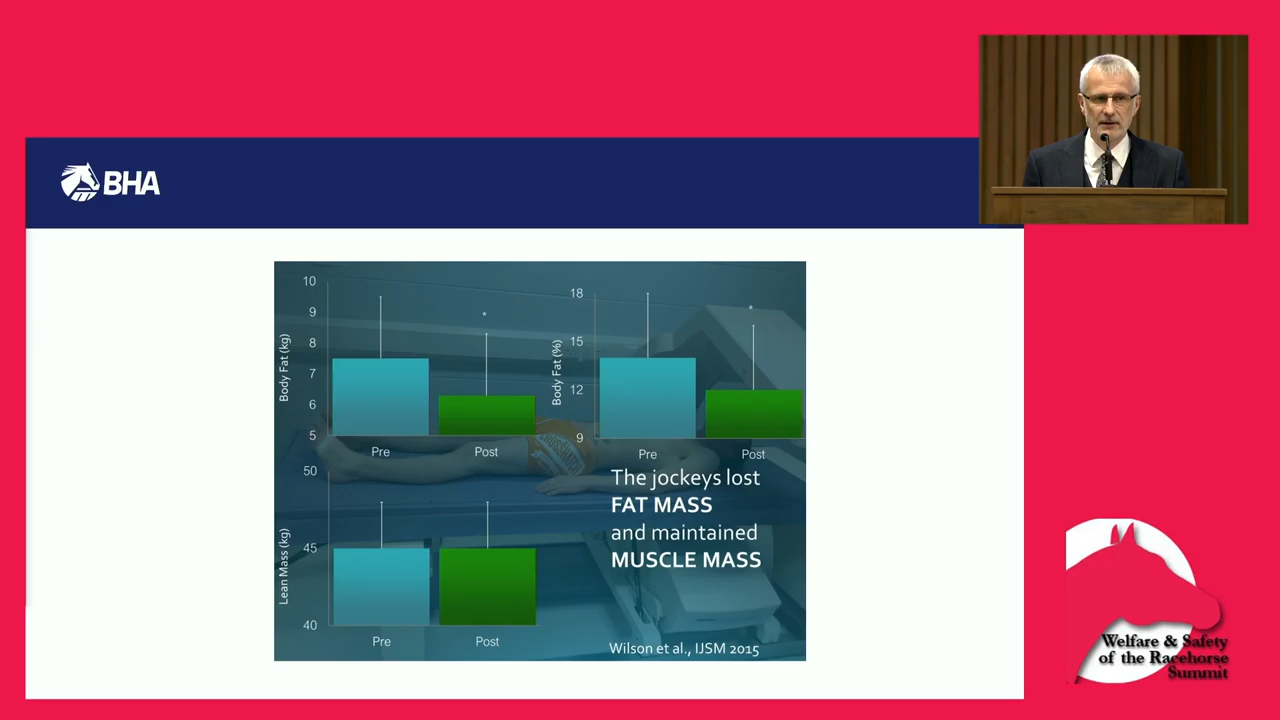 BHA
10
9
8
7
6
5
Body Fat (kg)
*
Pre
Post
18
15
12
9
Body Fat (%)
*
Pre
Post
50
45
40
Lean Mass (kg)
Pre
Post
The jockeys lost
FAT MASS
and maintained
MUSCLE MASS
Wilson et al., IJSM 2015
Welfare & Safety
of the Racehorse
Summit